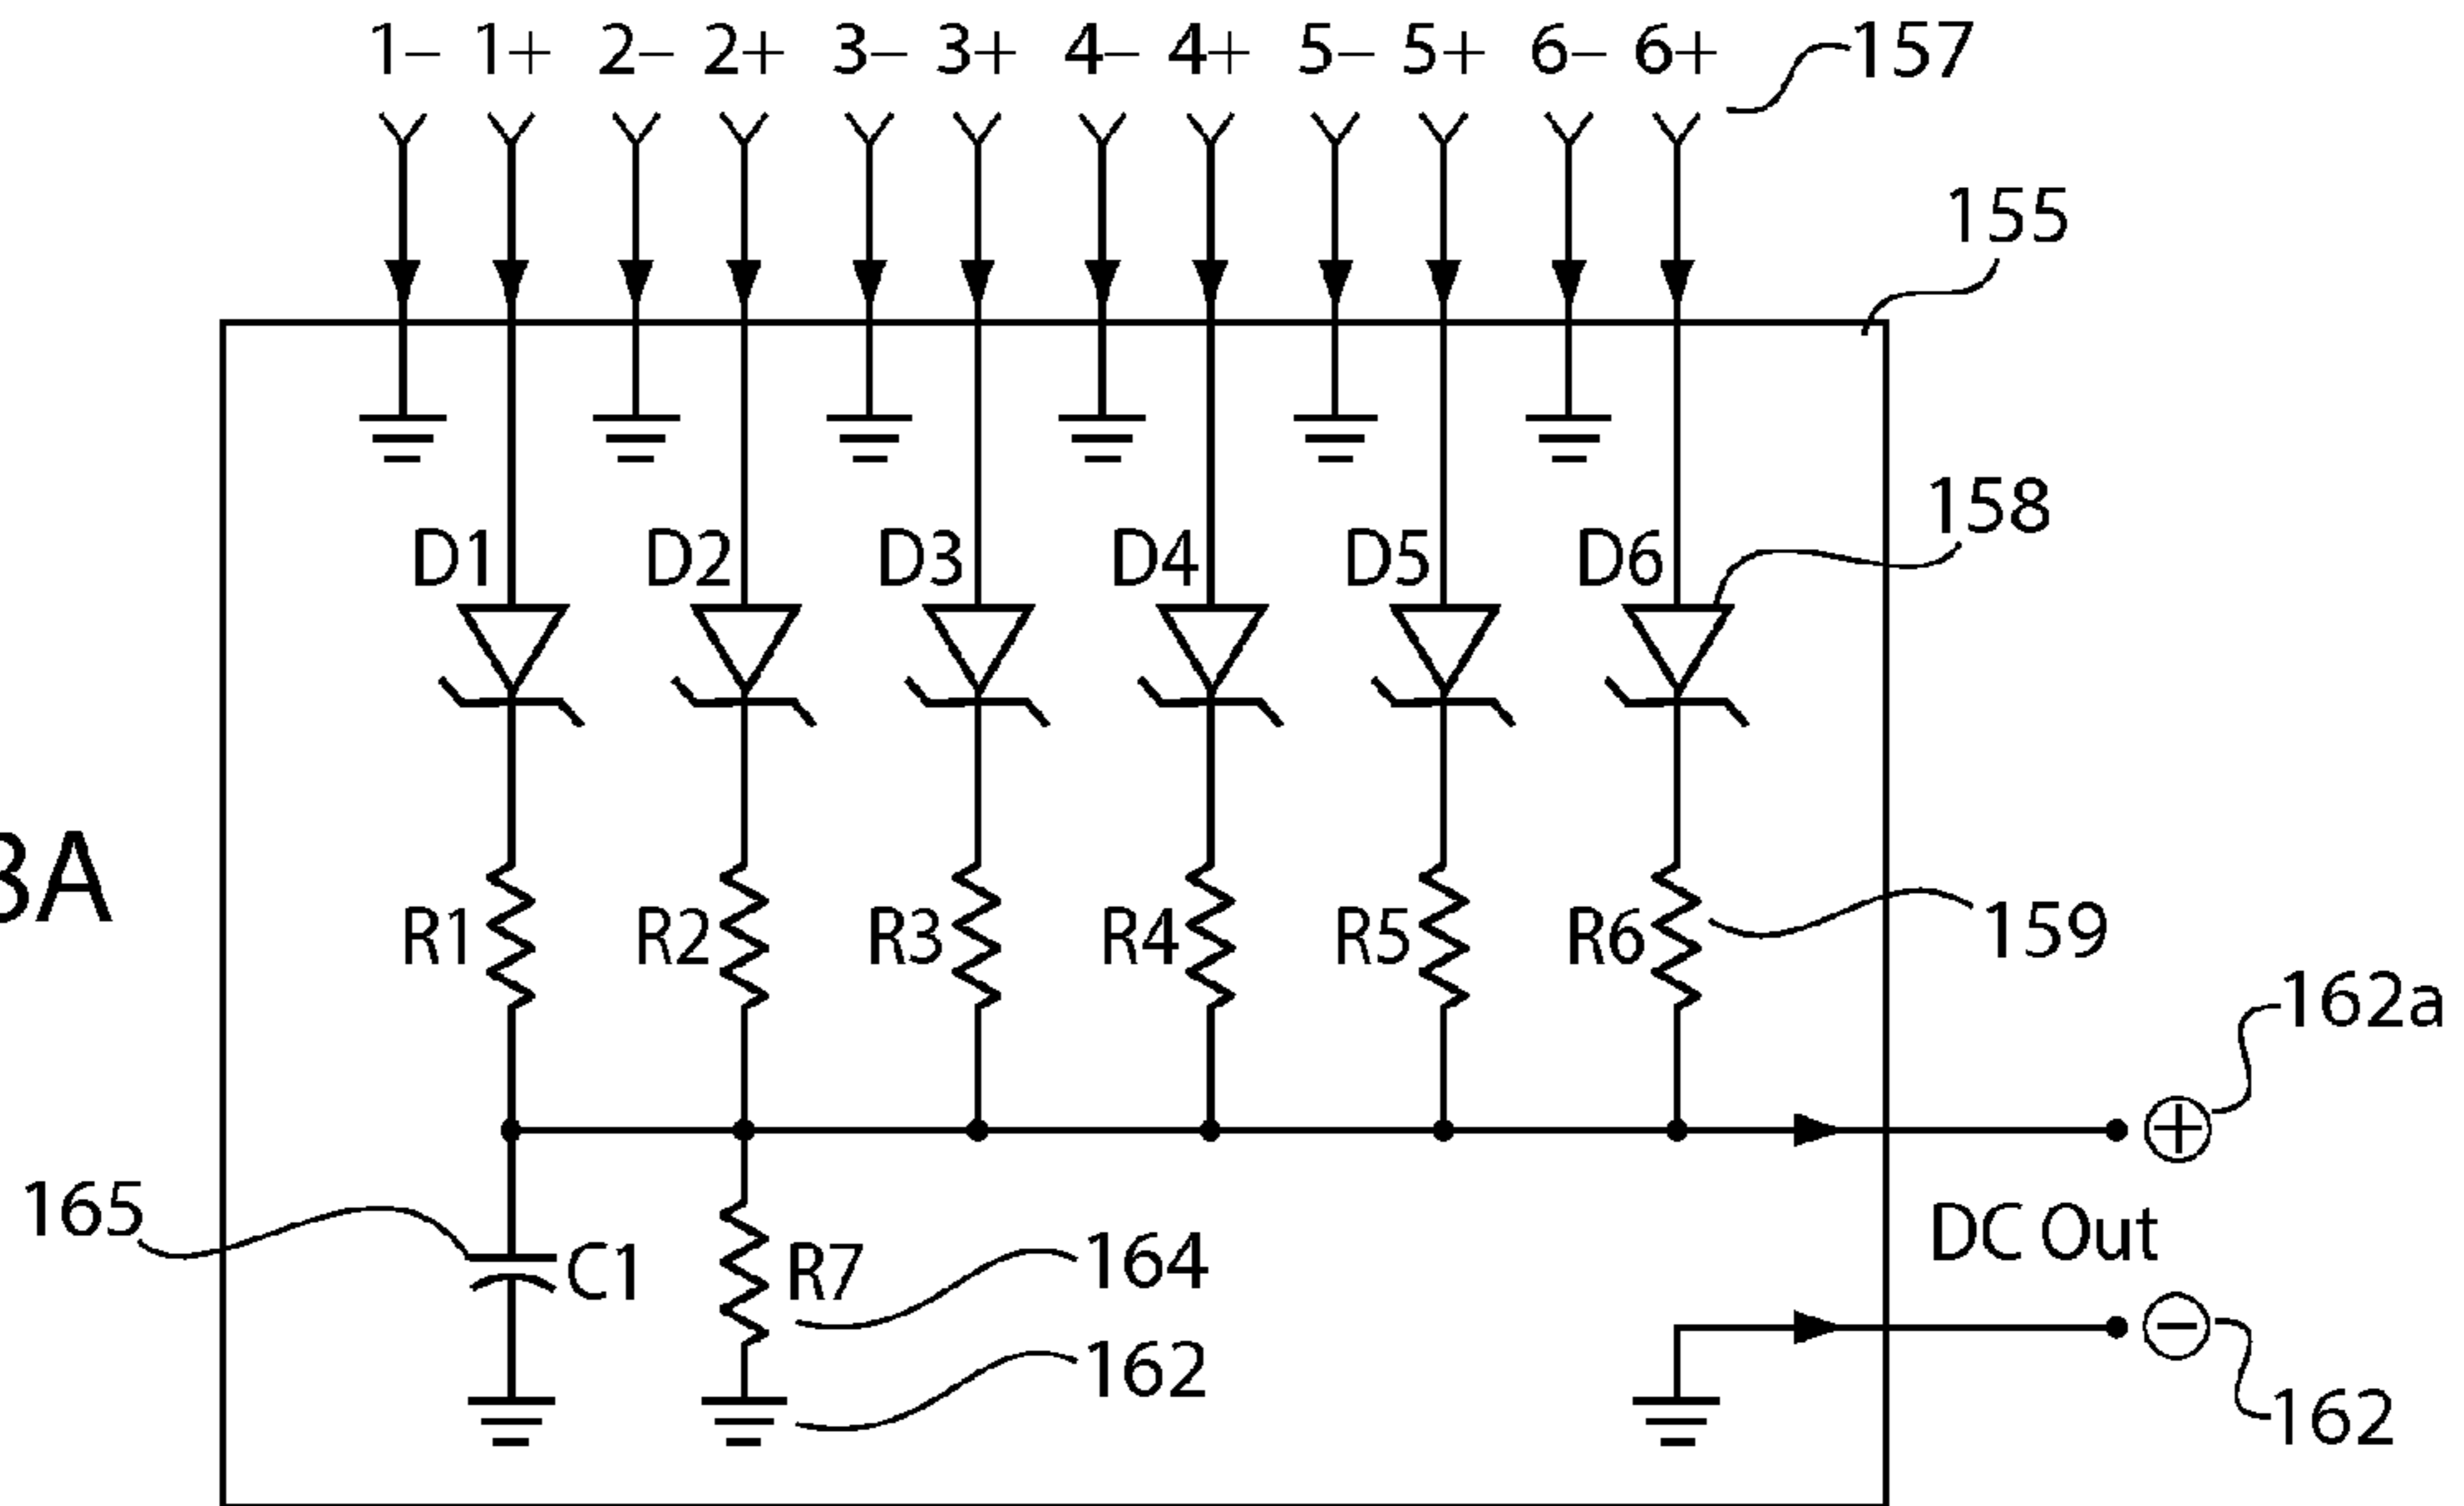 1– 1+ 2– 2+ 3– 3+ 4– 4+ 5– 5+ 6– 6+ 157
155
158
D1 D2 D3 D4 D5 D6
3A
R1 R2 R3 R4 R5 R6 159
162a
+
165
C1 R7 164
DC Out
162
–
162